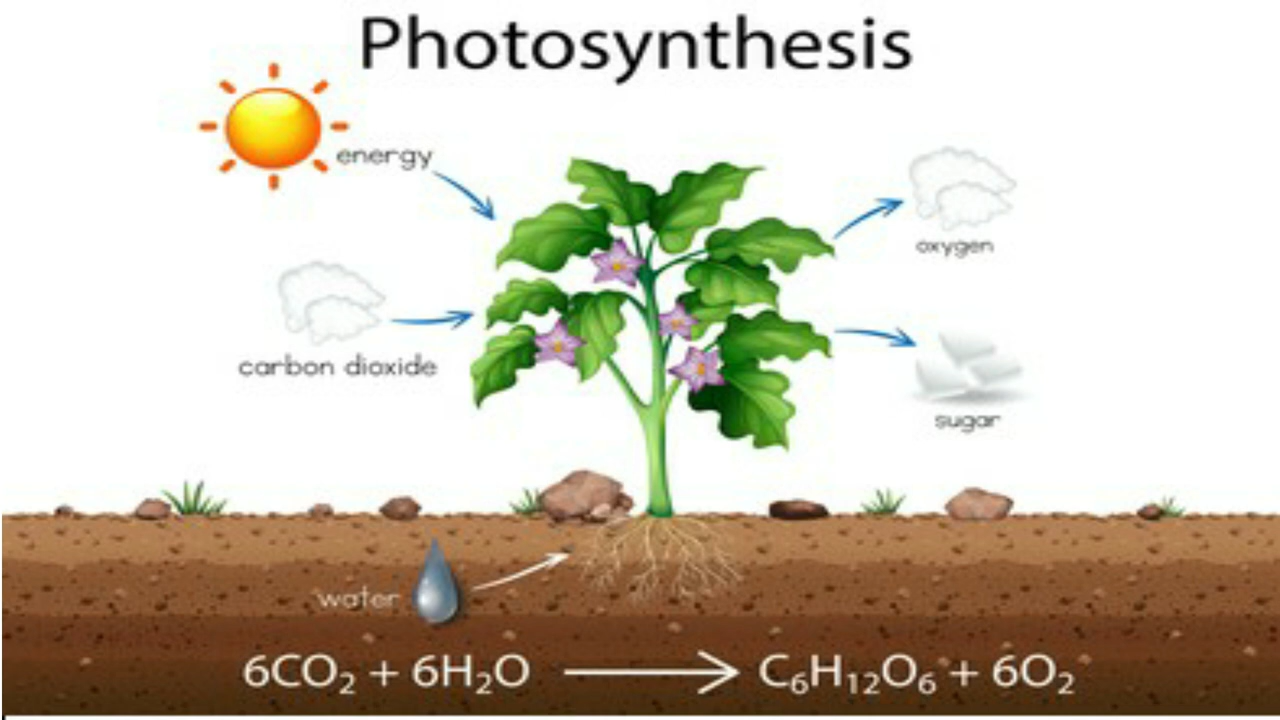 Photosynthesis
energy
oxygen
carbon dioxide
sugar
water
6CO₂ + 6H₂O ⟶ C₆H₁₂O₆ + 6O₂